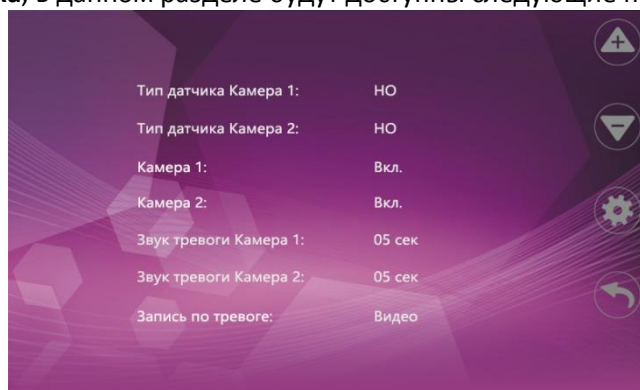 в данном разделе будут доступны следующие
Тип датчика Камера 1: НО
Тип датчика Камера 2: НО
Камера 1: Вкл.
Камера 2: Вкл.
Звук тревоги Камера 1: 05 сек
Звук тревоги Камера 2: 05 сек
Запись по тревоге: Видео